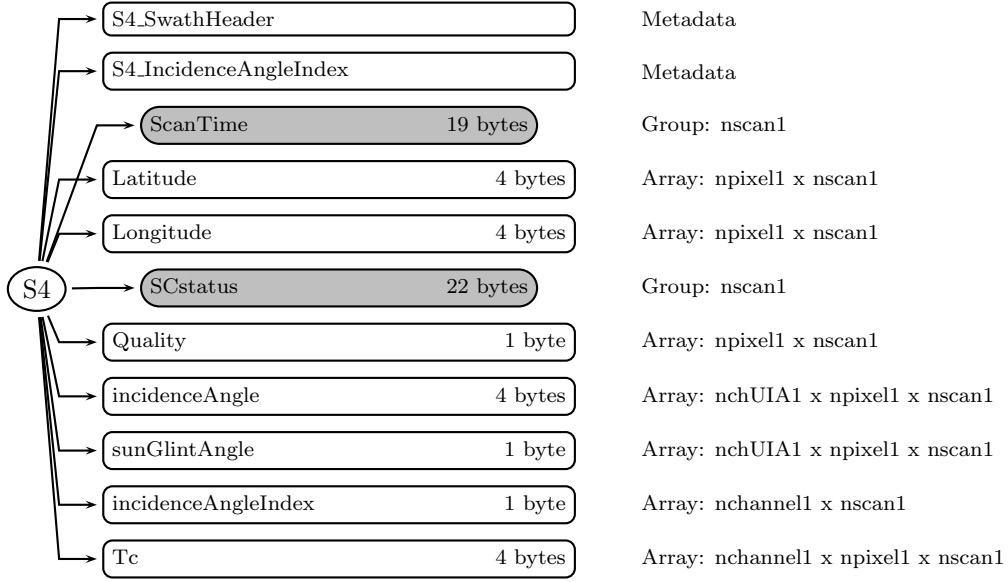 S4_SwathHeader Metadata
S4_IncidenceAngleIndex Metadata
ScanTime 19 bytes Group: nscan1
Latitude 4 bytes Array: npixel1 x nscan1
Longitude 4 bytes Array: npixel1 x nscan1
S4 SCstatus 22 bytes Group: nscan1
Quality 1 byte Array: npixel1 x nscan1
incidenceAngle 4 bytes Array: nchUIA1 x npixel1 x nscan1
sunGlintAngle 1 byte Array: nchUIA1 x npixel1 x nscan1
incidenceAngleIndex 1 byte Array: nchannel1 x nscan1
Tc 4 bytes Array: nchannel1 x npixel1 x nscan1